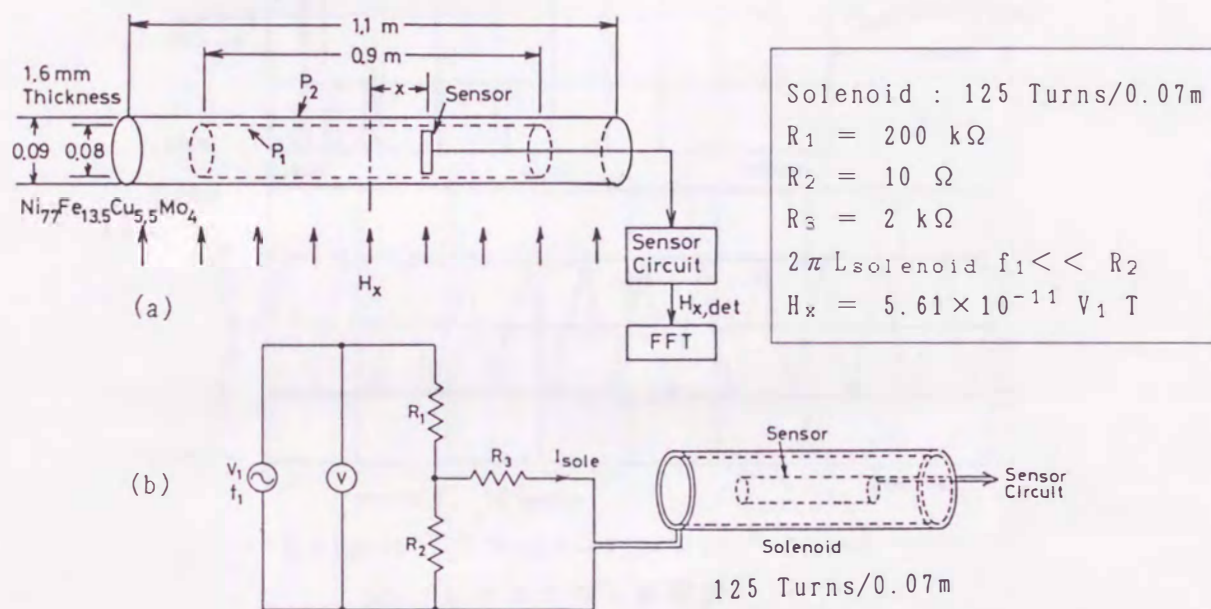 1.1 m
0.9 m
1.6 mm
Thickness
P₂
x
Sensor
0.09
0.08
P₁
Ni₇₇Fe₁₃.₅Cu₅.₅Mo₄
Hₓ
(a)
Sensor
Circuit
Hₓ,det
FFT
Solenoid : 125 Turns/0.07m
R₁ = 200 kΩ
R₂ = 10 Ω
R₃ = 2 kΩ
2π Lsolenoid f₁<< R₂
Hₓ = 5.61×10⁻¹¹ V₁ T
(b)
V₁
f₁
V
R₁
R₃
Isole
R₂
Sensor
Sensor
Circuit
Solenoid
125 Turns/0.07m